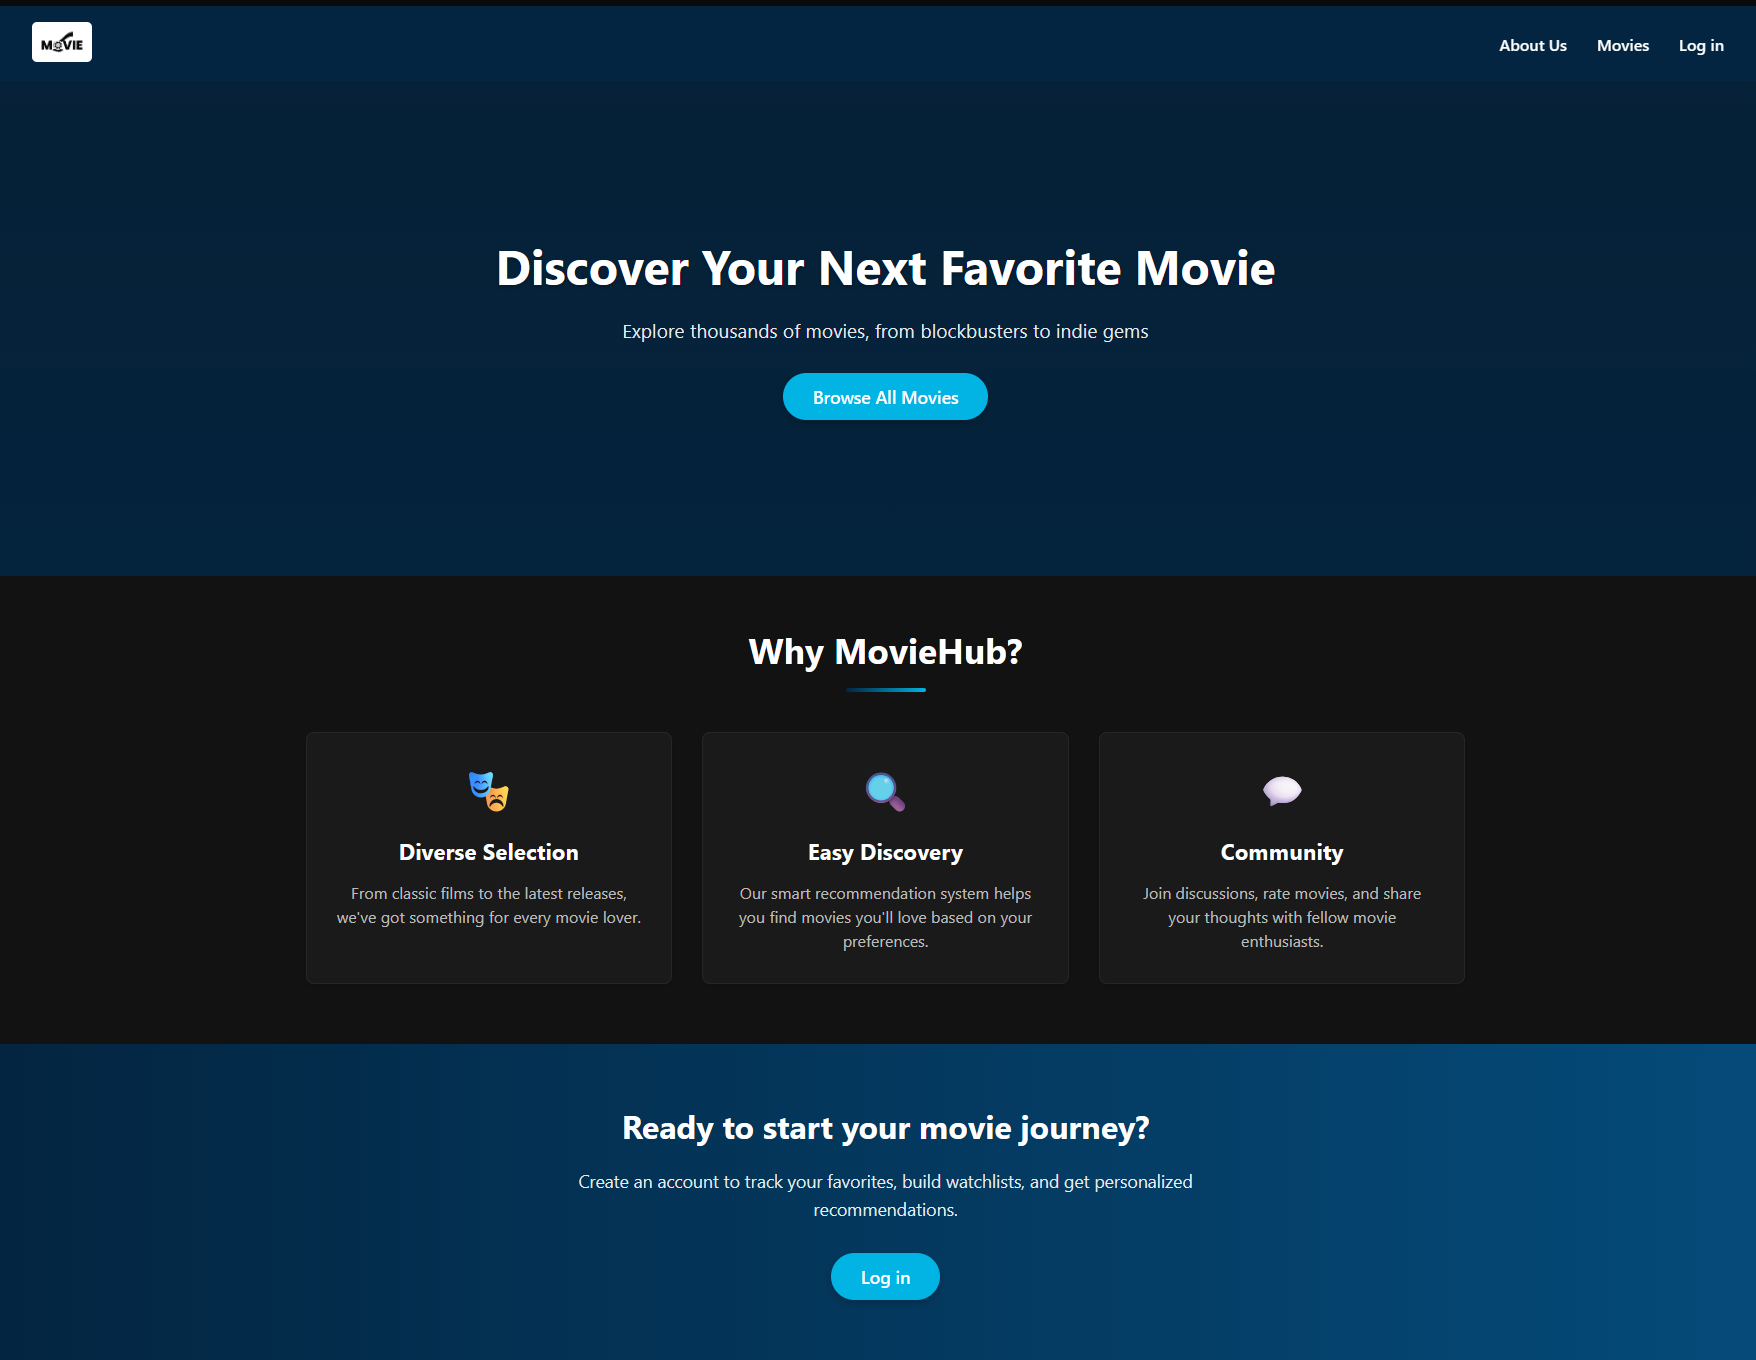 MOVIE
About Us
Movies
Log in
Discover Your Next Favorite Movie
Explore thousands of movies, from blockbusters to indie gems
Browse All Movies
Why MovieHub?
Diverse Selection
From classic films to the latest releases,
we've got something for every movie lover.
Easy Discovery
Our smart recommendation system helps
you find movies you'll love based on your
preferences.
Community
Join discussions, rate movies, and share
your thoughts with fellow movie
enthusiasts.
Ready to start your movie journey?
Create an account to track your favorites, build watchlists, and get personalized
recommendations.
Log in